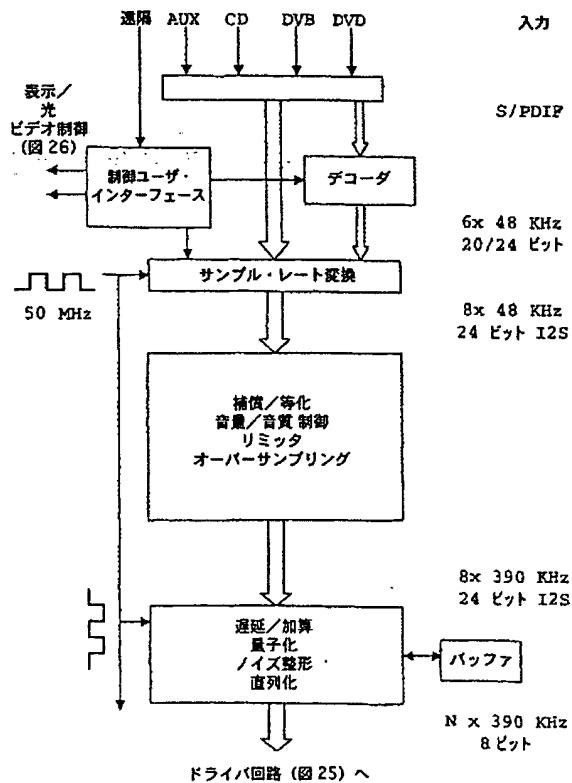 遠隔 AUX CD DVB DVD
入力
S/PDIF
表示/
光
ビデオ制御
(図 26)
制御ユーザ・
インターフェース
デコーダ
6x 48 KHz
20/24 ビット
サンプル・レート変換
50 MHz
8x 48 KHz
24 ビット I2S
補償/等化
音量/音質 制御
リミッタ
オーバーサンプリング
8x 390 KHz
24 ビット I2S
遅延/加算
量子化
ノイズ整形
直列化
バッファ
N x 390 KHz
8 ビット
ドライバ回路 (図 25) へ